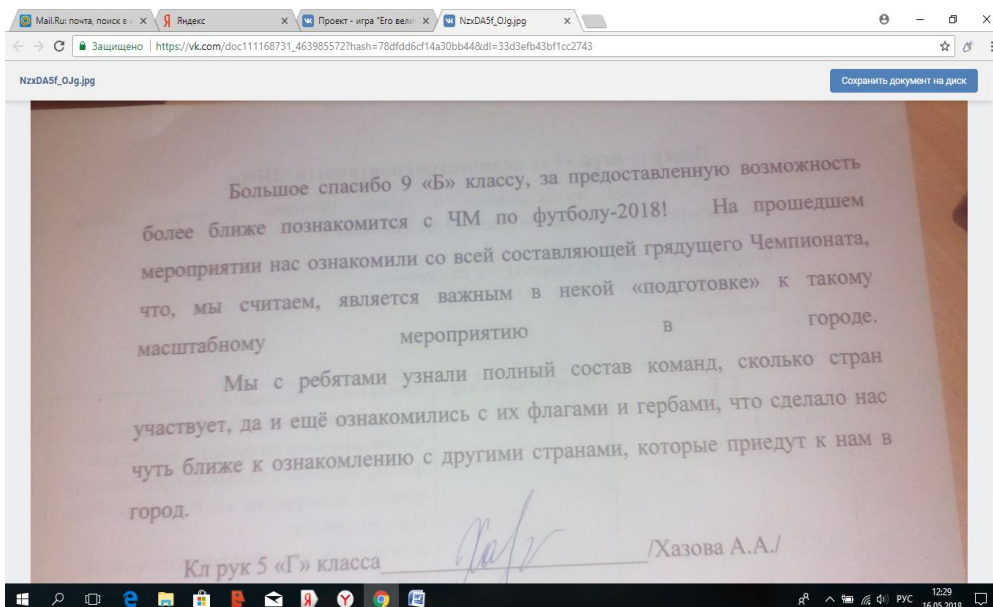 Mail.Ru: почта, поиск в и
Яндекс
Проект - игра "Его вели
NzxDA5f_OJg.jpg
Защищено https://vk.com/doc111168731_463985572?hash=78dfdd6cf14a30bb44&dl=33d3efb43bf1cc2743
NzxDA5f_OJg.jpg
Сохранить документ на диск
Большое спасибо 9 «Б» классу, за предоставленную возможность
более ближе познакомится с ЧМ по футболу-2018! На прошедшем
мероприятии нас ознакомили со всей составляющей грядущего Чемпионата,
что, мы считаем, является важным в некой «подготовке» к такому
масштабному мероприятию в городе.
Мы с ребятами узнали полный состав команд, сколько стран
участвует, да и ещё ознакомились с их флагами и гербами, что сделало нас
чуть ближе к ознакомлению с другими странами, которые приедут к нам в
город.
Кл рук 5 «Г» класса /Хазова А.А./
РУС
12:29
16.05.2018